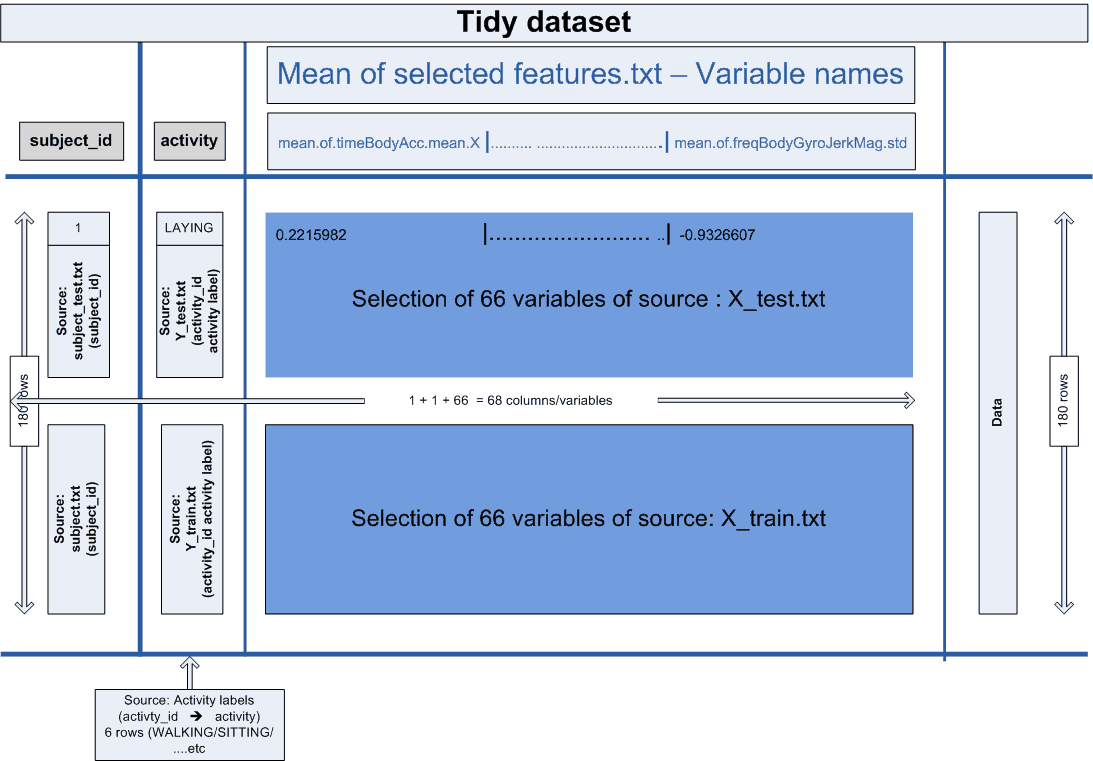 Tidy dataset
Mean of selected features.txt – Variable names
subject_id
activity
mean.of.timeBodyAcc.mean.X |.......... ..............................| mean.of.freqBodyGyroJerkMag.std
1
LAYING
0.2215982 |.......................... ..| -0.9326607
Source:
subject_test.txt
(subject_id)
Source:
Y_test.txt
(activity_id
activity label)
Selection of 66 variables of source : X_test.txt
180 rows
1 + 1 + 66 = 68 columns/variables
Data
180 rows
Source:
subject.txt
(subject_id)
Source:
Y_train.txt
(activity_id activity label)
Selection of 66 variables of source: X_train.txt
Source: Activity labels
(activty_id ➔ activity)
6 rows (WALKING/SITTING/
....etc